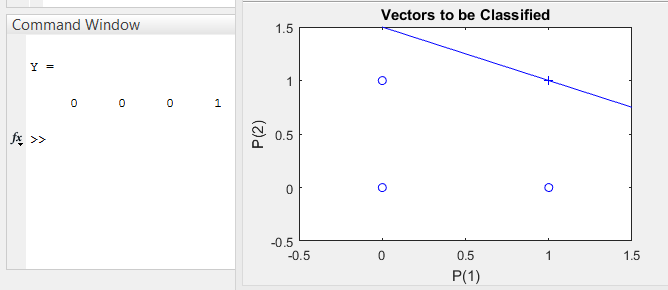 Command Window
Y =
0 0 0 1
fx >>
Vectors to be Classified
1.5
1
0.5
0
-0.5
P(2)
-0.5 0 0.5 1 1.5
P(1)